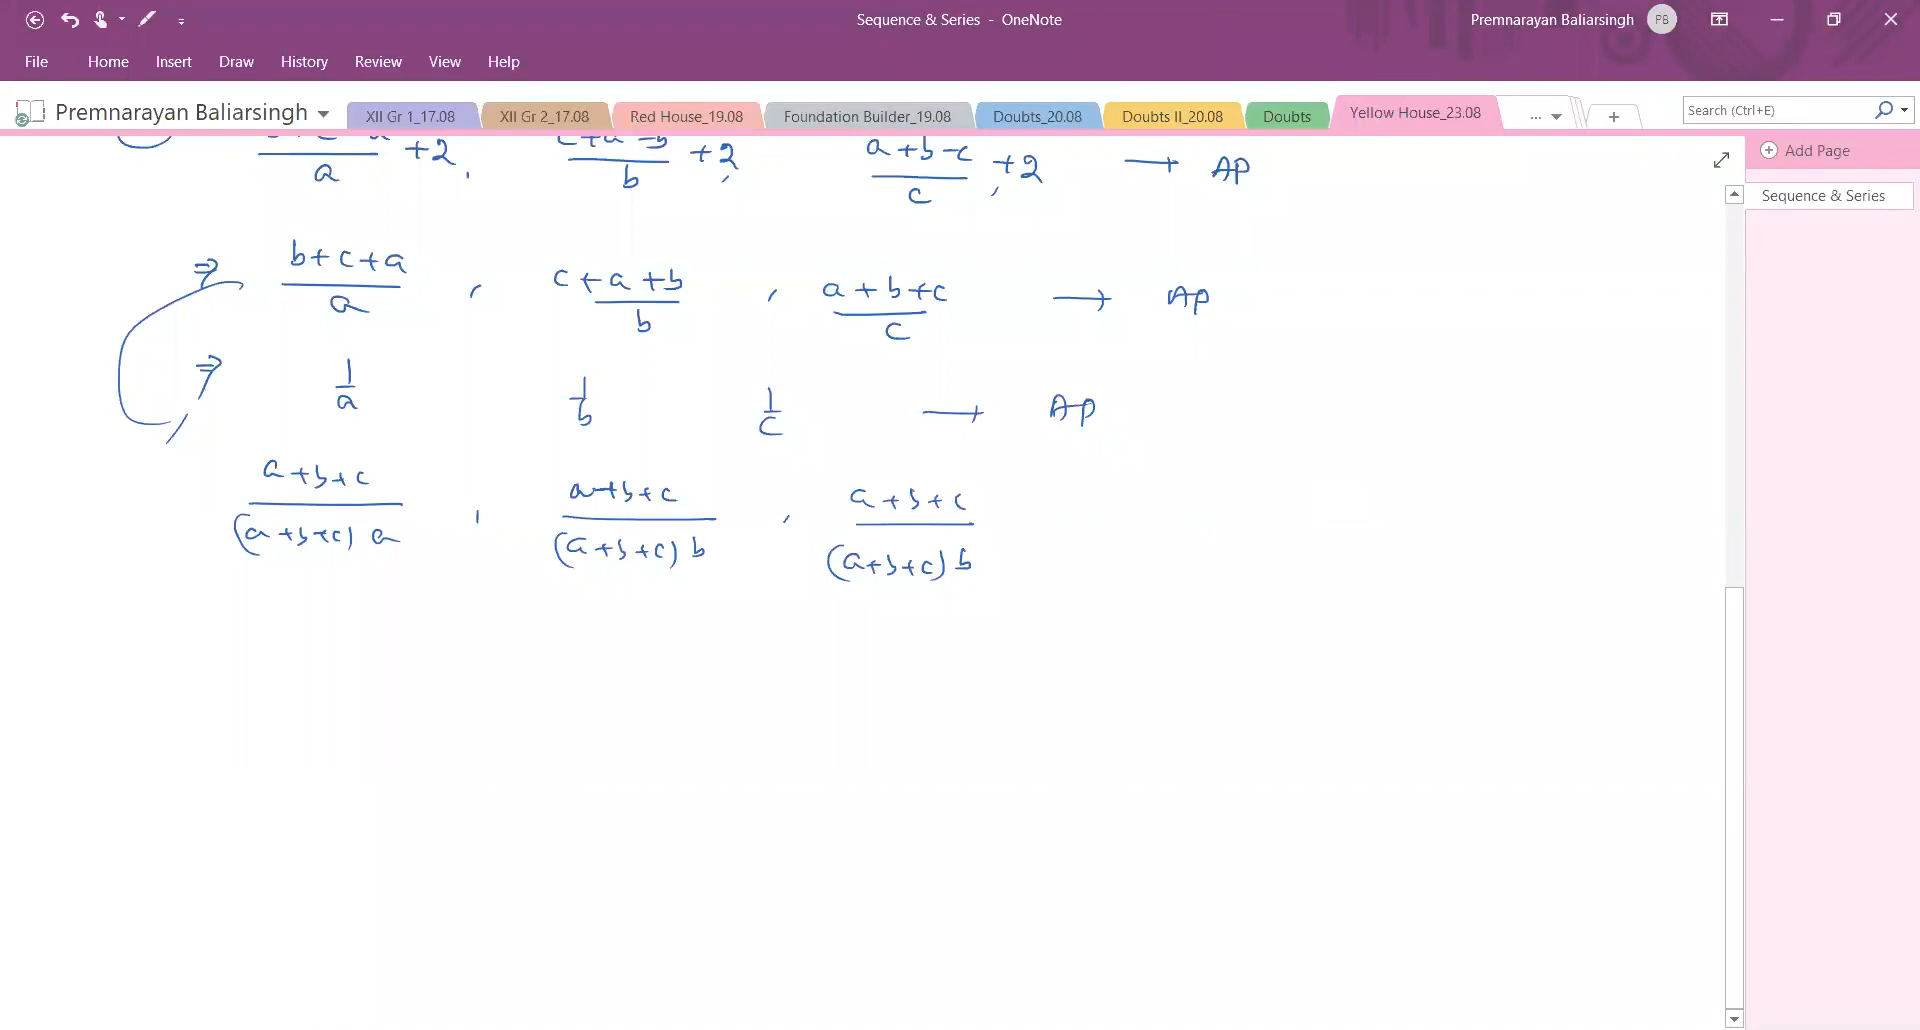 Sequence & Series - OneNote
Premnarayan Baliarsingh PB
File Home Insert Draw History Review View Help
Premnarayan Baliarsingh XII Gr 1_17.08 XII Gr 2_17.08 Red House_19.08 Foundation Builder_19.08 Doubts_20.08 Doubts II_20.08 Doubts Yellow House_23.08 ... + Search (Ctrl+E)
Add Page
Sequence & Series
b+c-a/a +2, c+a-b/b +2, a+b-c/c +2, → AP
⇒ b+c+a/a , c+a+b/b , a+b+c/c → AP
⇒ 1/a 1/b 1/c → AP
a+b+c/(a+b+c) a , a+b+c/(a+b+c) b , a+b+c/(a+b+c) b